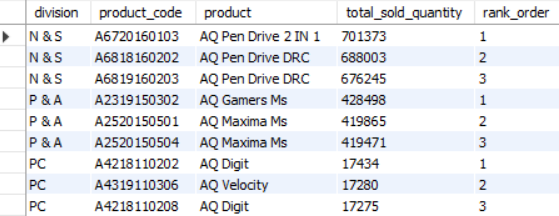 division product_code product total_sold_quantity rank_order
N & S A6720160103 AQ Pen Drive 2 IN 1 701373 1
N & S A6818160202 AQ Pen Drive DRC 688003 2
N & S A6819160203 AQ Pen Drive DRC 676245 3
P & A A2319150302 AQ Gamers Ms 428498 1
P & A A2520150501 AQ Maxima Ms 419865 2
P & A A2520150504 AQ Maxima Ms 419471 3
PC A4218110202 AQ Digit 17434 1
PC A4319110306 AQ Velocity 17280 2
PC A4218110208 AQ Digit 17275 3